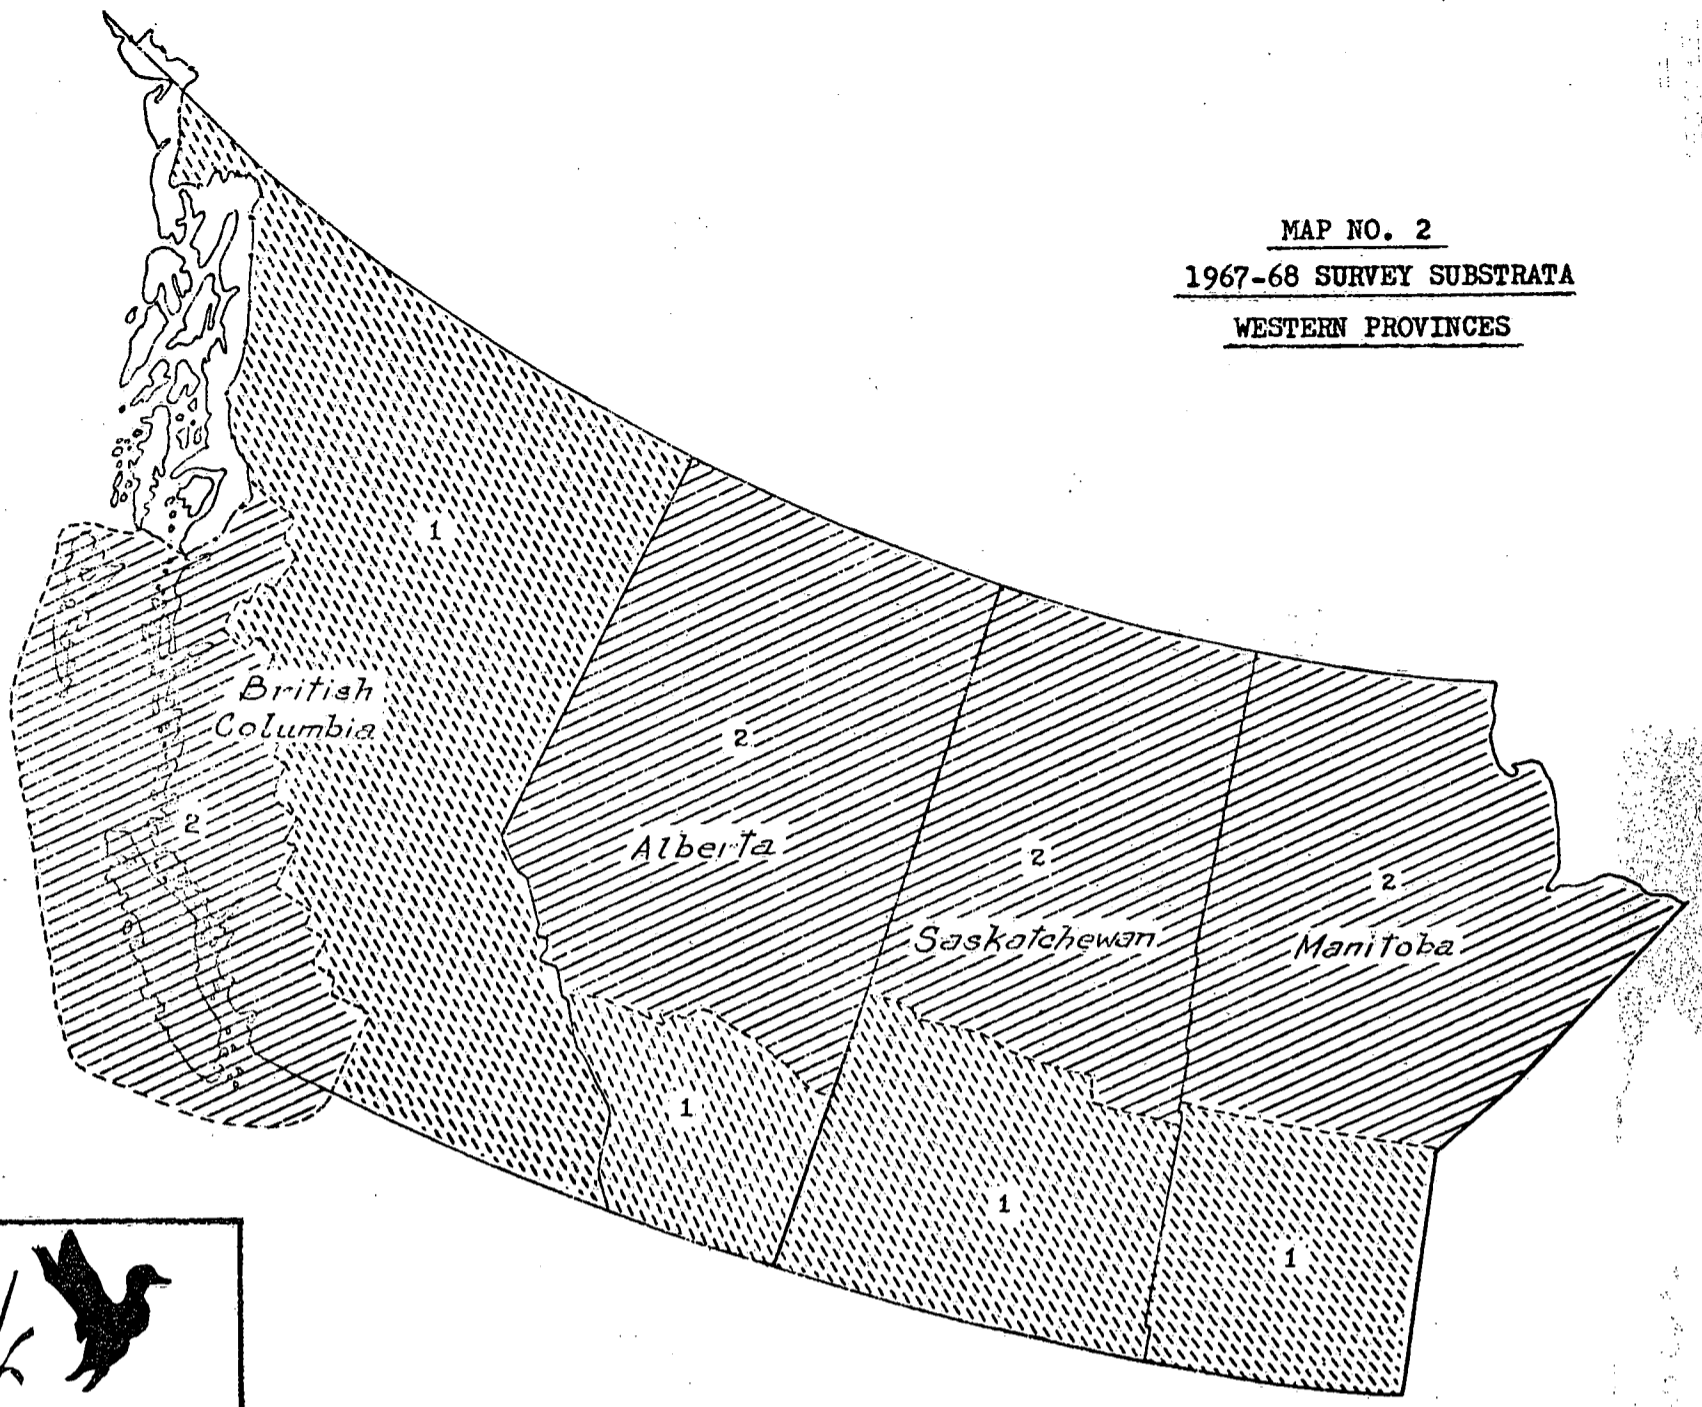 MAP NO. 2
1967-68 SURVEY SUBSTRATA
WESTERN PROVINCES
1
British
Columbia
2
2
Alberta
2
Saskatchewan
2
Manitoba
1
1
1